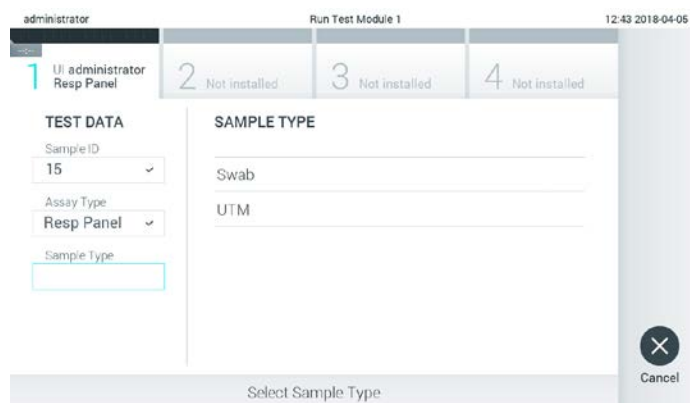 administrator Run Test Module 1 12:43 2018-04-05
1 UI administrator 2 Not installed 3 Not installed 4 Not installed
Resp Panel
TEST DATA SAMPLE TYPE
Sample ID
15
Swab
Assay Type
UTM
Resp Panel
Sample Type
Cancel
Select Sample Type